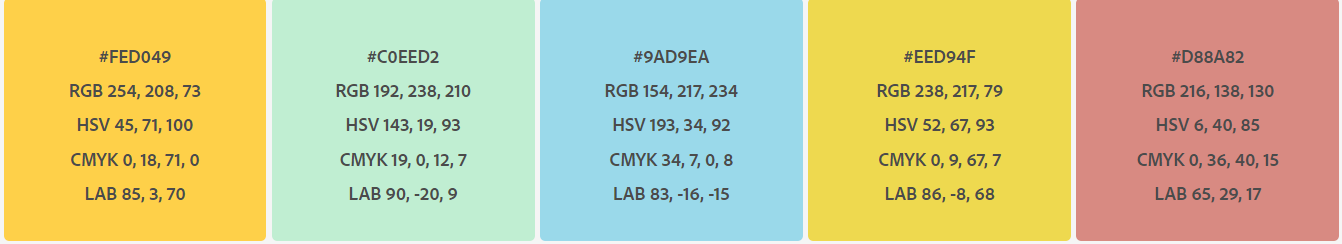 #FED049
RGB 254, 208, 73
HSV 45, 71, 100
CMYK 0, 18, 71, 0
LAB 85, 3, 70
#C0EED2
RGB 192, 238, 210
HSV 143, 19, 93
CMYK 19, 0, 12, 7
LAB 90, -20, 9
#9AD9EA
RGB 154, 217, 234
HSV 193, 34, 92
CMYK 34, 7, 0, 8
LAB 83, -16, -15
#EED94F
RGB 238, 217, 79
HSV 52, 67, 93
CMYK 0, 9, 67, 7
LAB 86, -8, 68
#D88A82
RGB 216, 138, 130
HSV 6, 40, 85
CMYK 0, 36, 40, 15
LAB 65, 29, 17